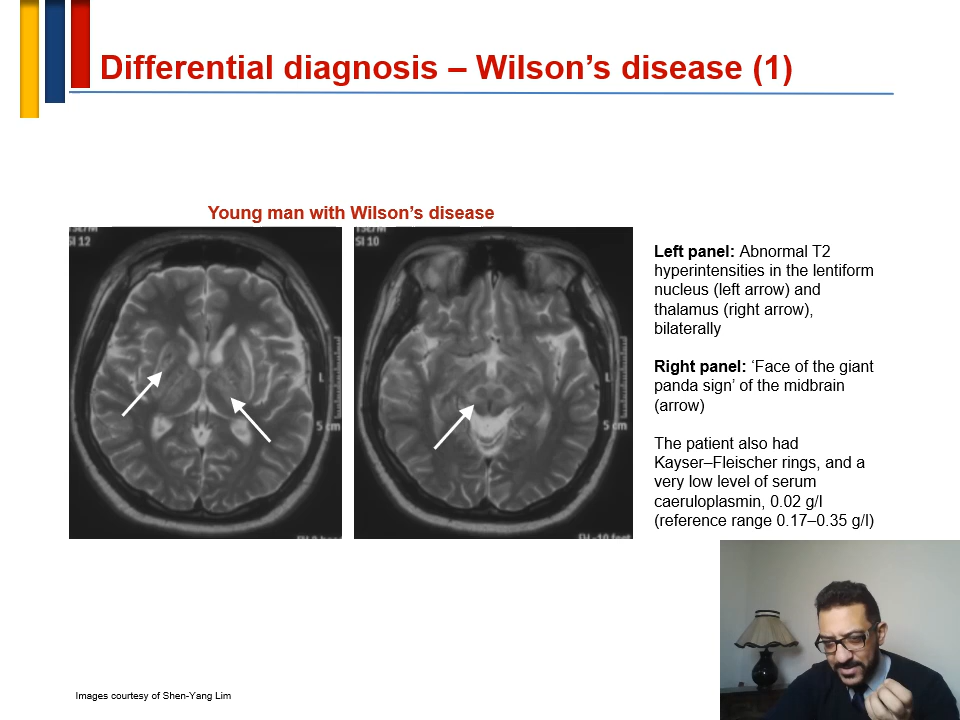 Differential diagnosis – Wilson’s disease (1)
Young man with Wilson’s disease
SI 12
L
5 cm
SI 10
5 cm
Left panel: Abnormal T2
hyperintensities in the lentiform
nucleus (left arrow) and
thalamus (right arrow),
bilaterally
Right panel: ‘Face of the giant
panda sign’ of the midbrain
(arrow)
The patient also had
Kayser–Fleischer rings, and a
very low level of serum
caeruloplasmin, 0.02 g/l
(reference range 0.17–0.35 g/l)
Images courtesy of Shen-Yang Lim